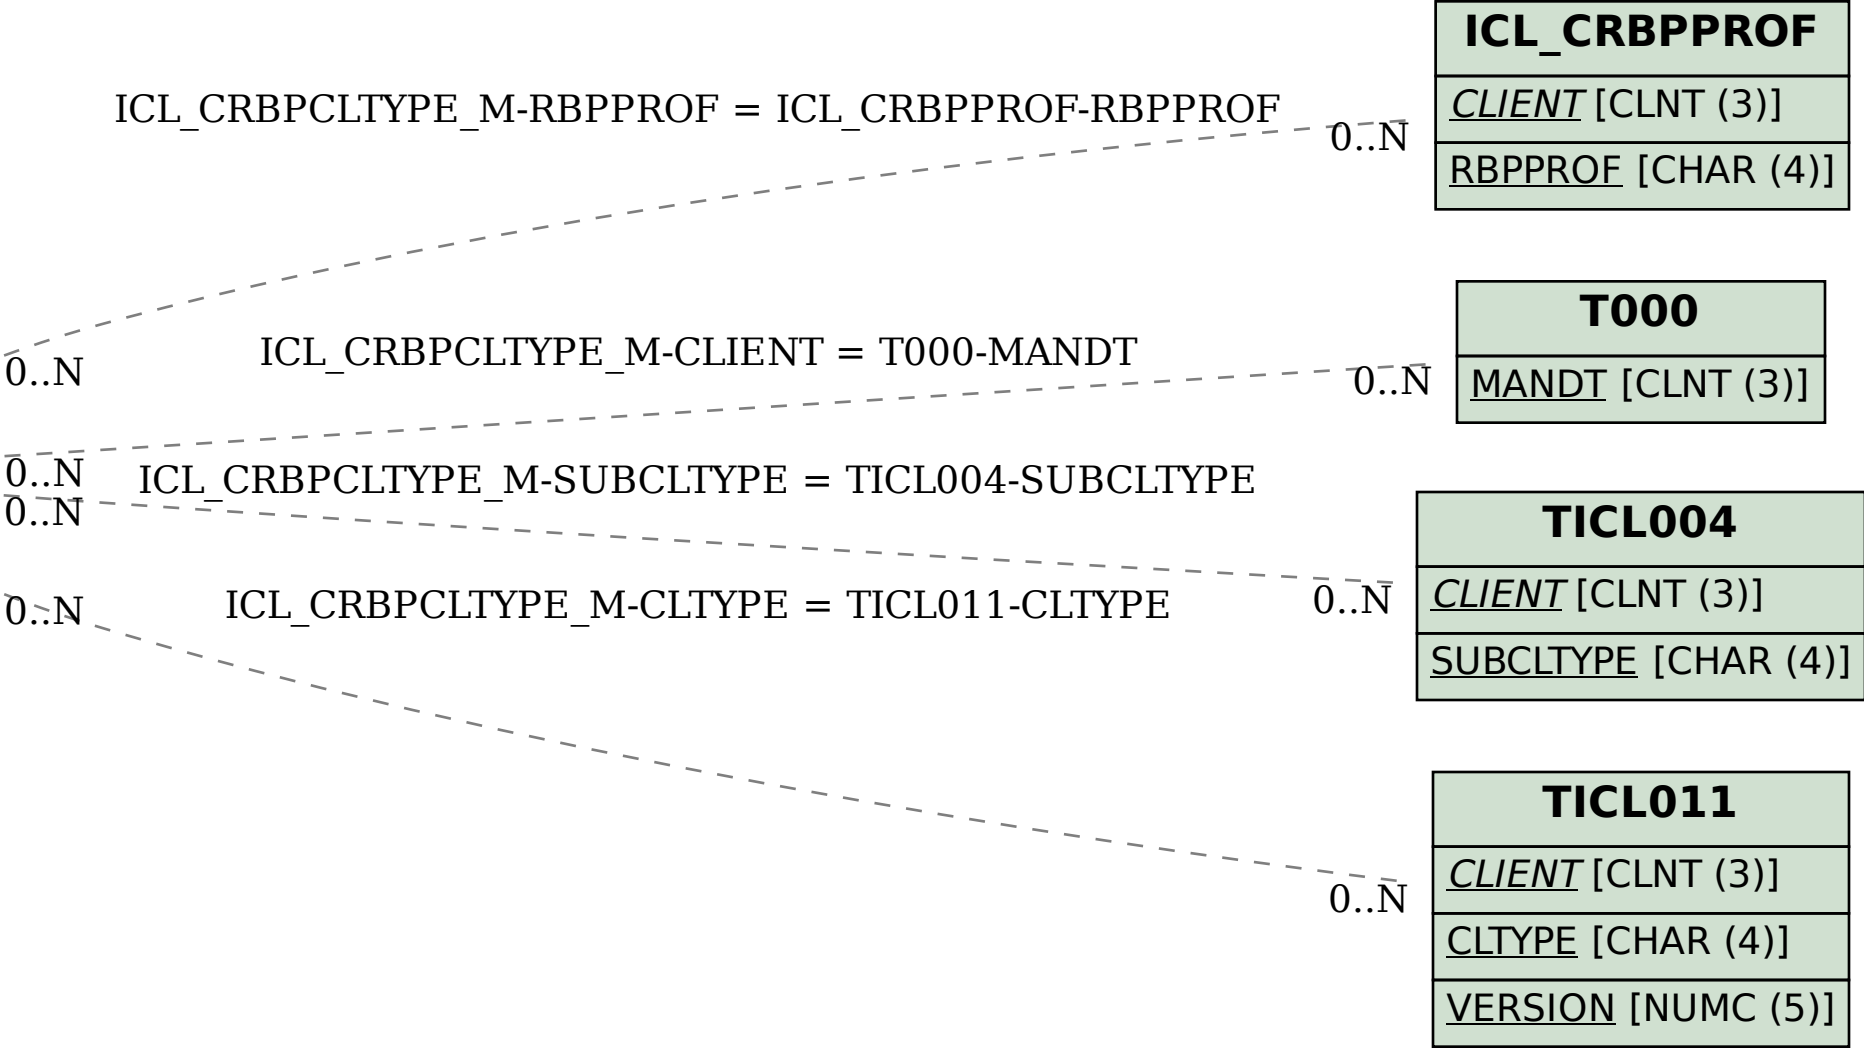 ICL_CRBPPROF
CLIENT [CLNT (3)]
RBPPROF [CHAR (4)]
ICL_CRBPCLTYPE_M-RBPPROF = ICL_CRBPPROF-RBPPROF
0..N
0..N
T000
MANDT [CLNT (3)]
ICL_CRBPCLTYPE_M-CLIENT = T000-MANDT
0..N
0..N
ICL_CRBPCLTYPE_M-SUBCLTYPE = TICL004-SUBCLTYPE
0..N
0..N
TICL004
CLIENT [CLNT (3)]
SUBCLTYPE [CHAR (4)]
ICL_CRBPCLTYPE_M-CLTYPE = TICL011-CLTYPE
0..N
0..N
TICL011
CLIENT [CLNT (3)]
CLTYPE [CHAR (4)]
VERSION [NUMC (5)]